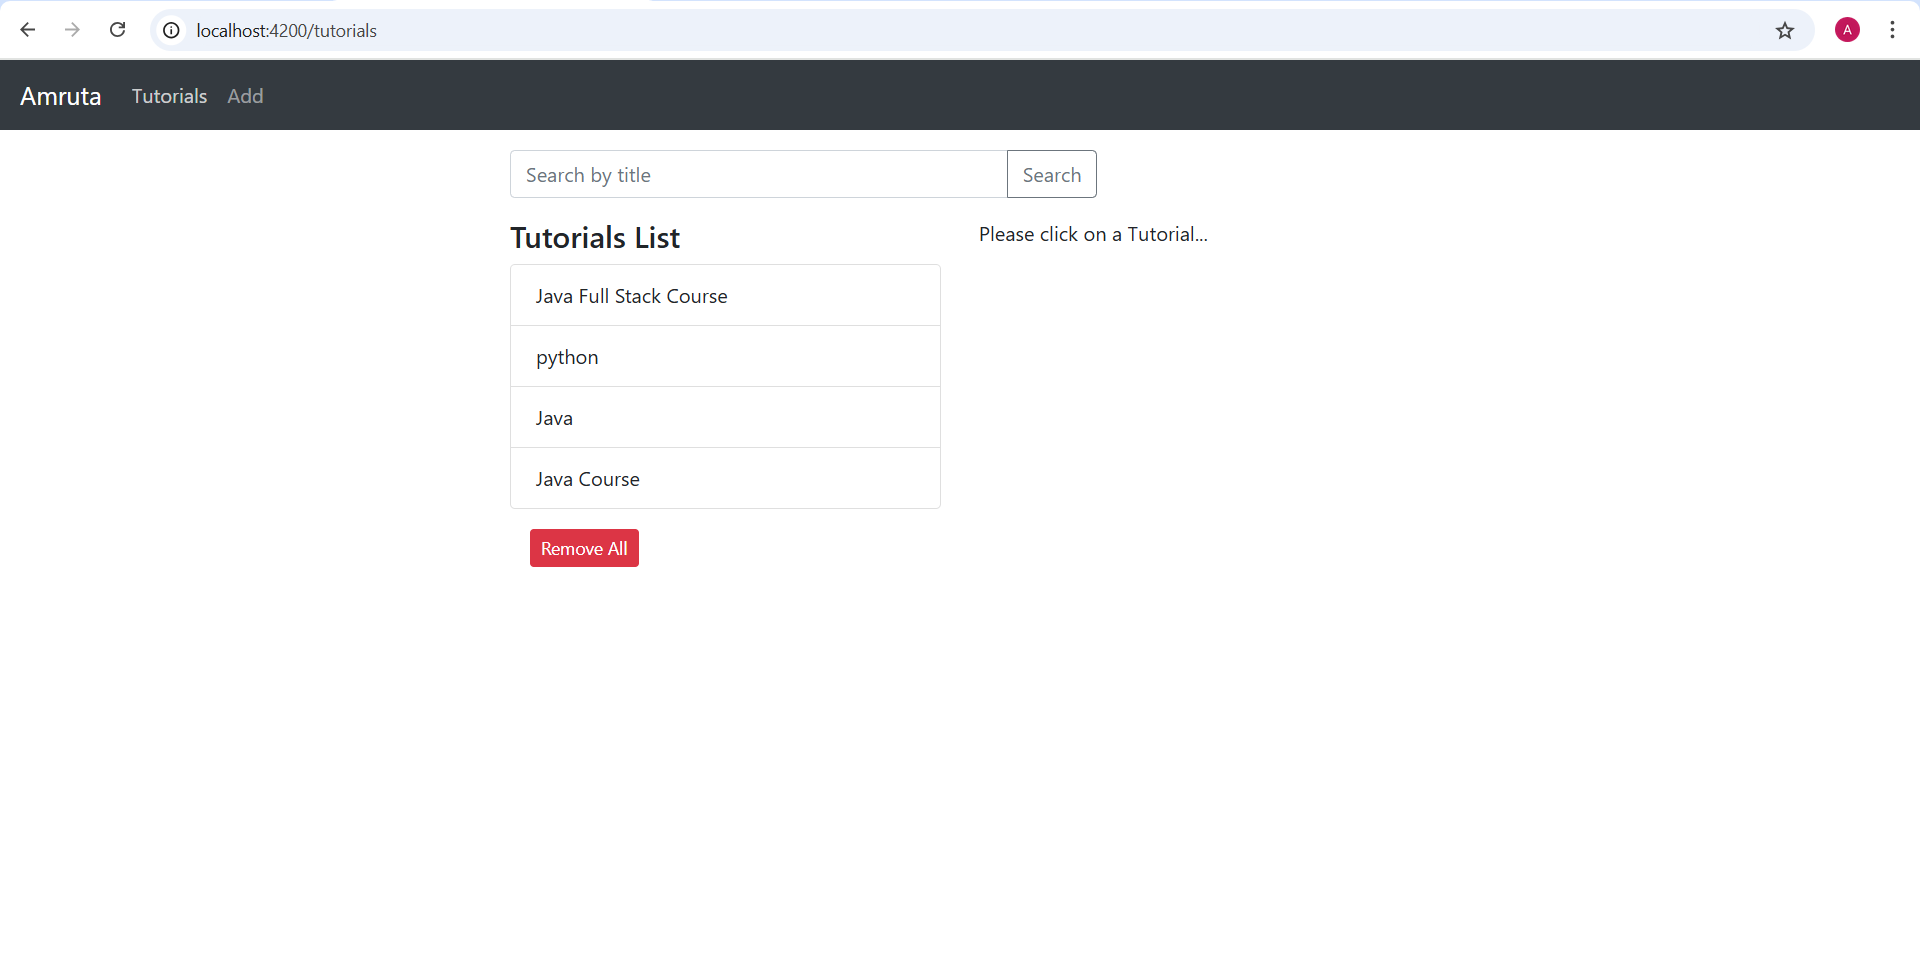 localhost:4200/tutorials
A
Amruta Tutorials Add
Search by title Search
Tutorials List
Please click on a Tutorial...
Java Full Stack Course
python
Java
Java Course
Remove All